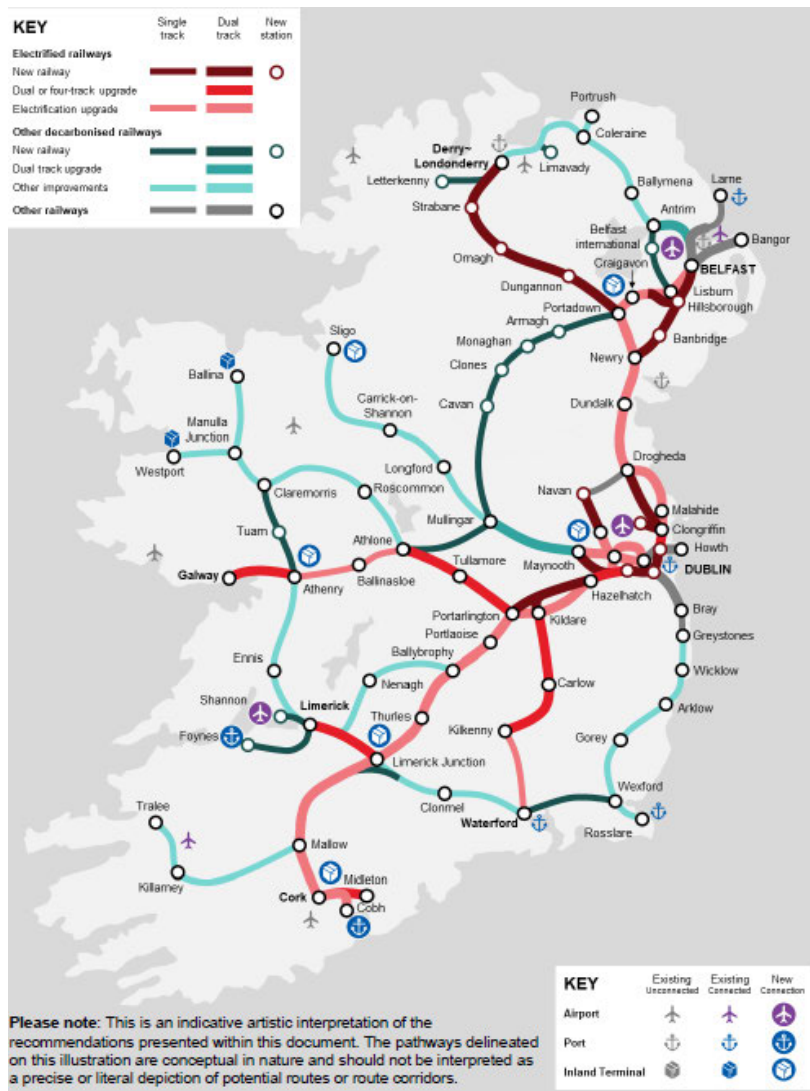 KEY
Single track
Dual track
New station
Electrified railways
New railway
Dual or four-track upgrade
Electrification upgrade
Other decarbonised railways
New railway
Dual track upgrade
Other improvements
Other railways
Portrush
Coleraine
Derry~
Londonderry
Limavady
Letterkenny
Strabane
Ballymena
Larne
Antrim
Belfast
international
Bangor
Craigavon
BELFAST
Omagh
Dungannon
Lisburn
Hillsborough
Portadown
Armagh
Banbridge
Monaghan
Newry
Sligo
Clones
Ballina
Carrick-on-
Shannon
Cavan
Dundalk
Manulla
Junction
Westport
Longford
Drogheda
Claremorris
Roscommon
Navan
Malahide
Mullingar
Clongriffin
Tuam
Athlone
Howth
Maynooth
Tullamore
DUBLIN
Galway
Athenry
Ballinasloe
Hazelhatch
Portarlington
Kildare
Bray
Portlaoise
Greystones
Ballybrophy
Ennis
Nenagh
Wicklow
Shannon
Limerick
Carlow
Arklow
Thurles
Foynes
Kilkenny
Gorey
Limerick Junction
Wexford
Clonmel
Tralee
Waterford
Rosslare
Mallow
Killarney
Midleton
Cork
Cobh
KEY
Existing Unconnected
Existing Connected
New Connection
Airport
Port
Inland Terminal
Please note: This is an indicative artistic interpretation of the
recommendations presented within this document. The pathways delineated
on this illustration are conceptual in nature and should not be interpreted as
a precise or literal depiction of potential routes or route corridors.